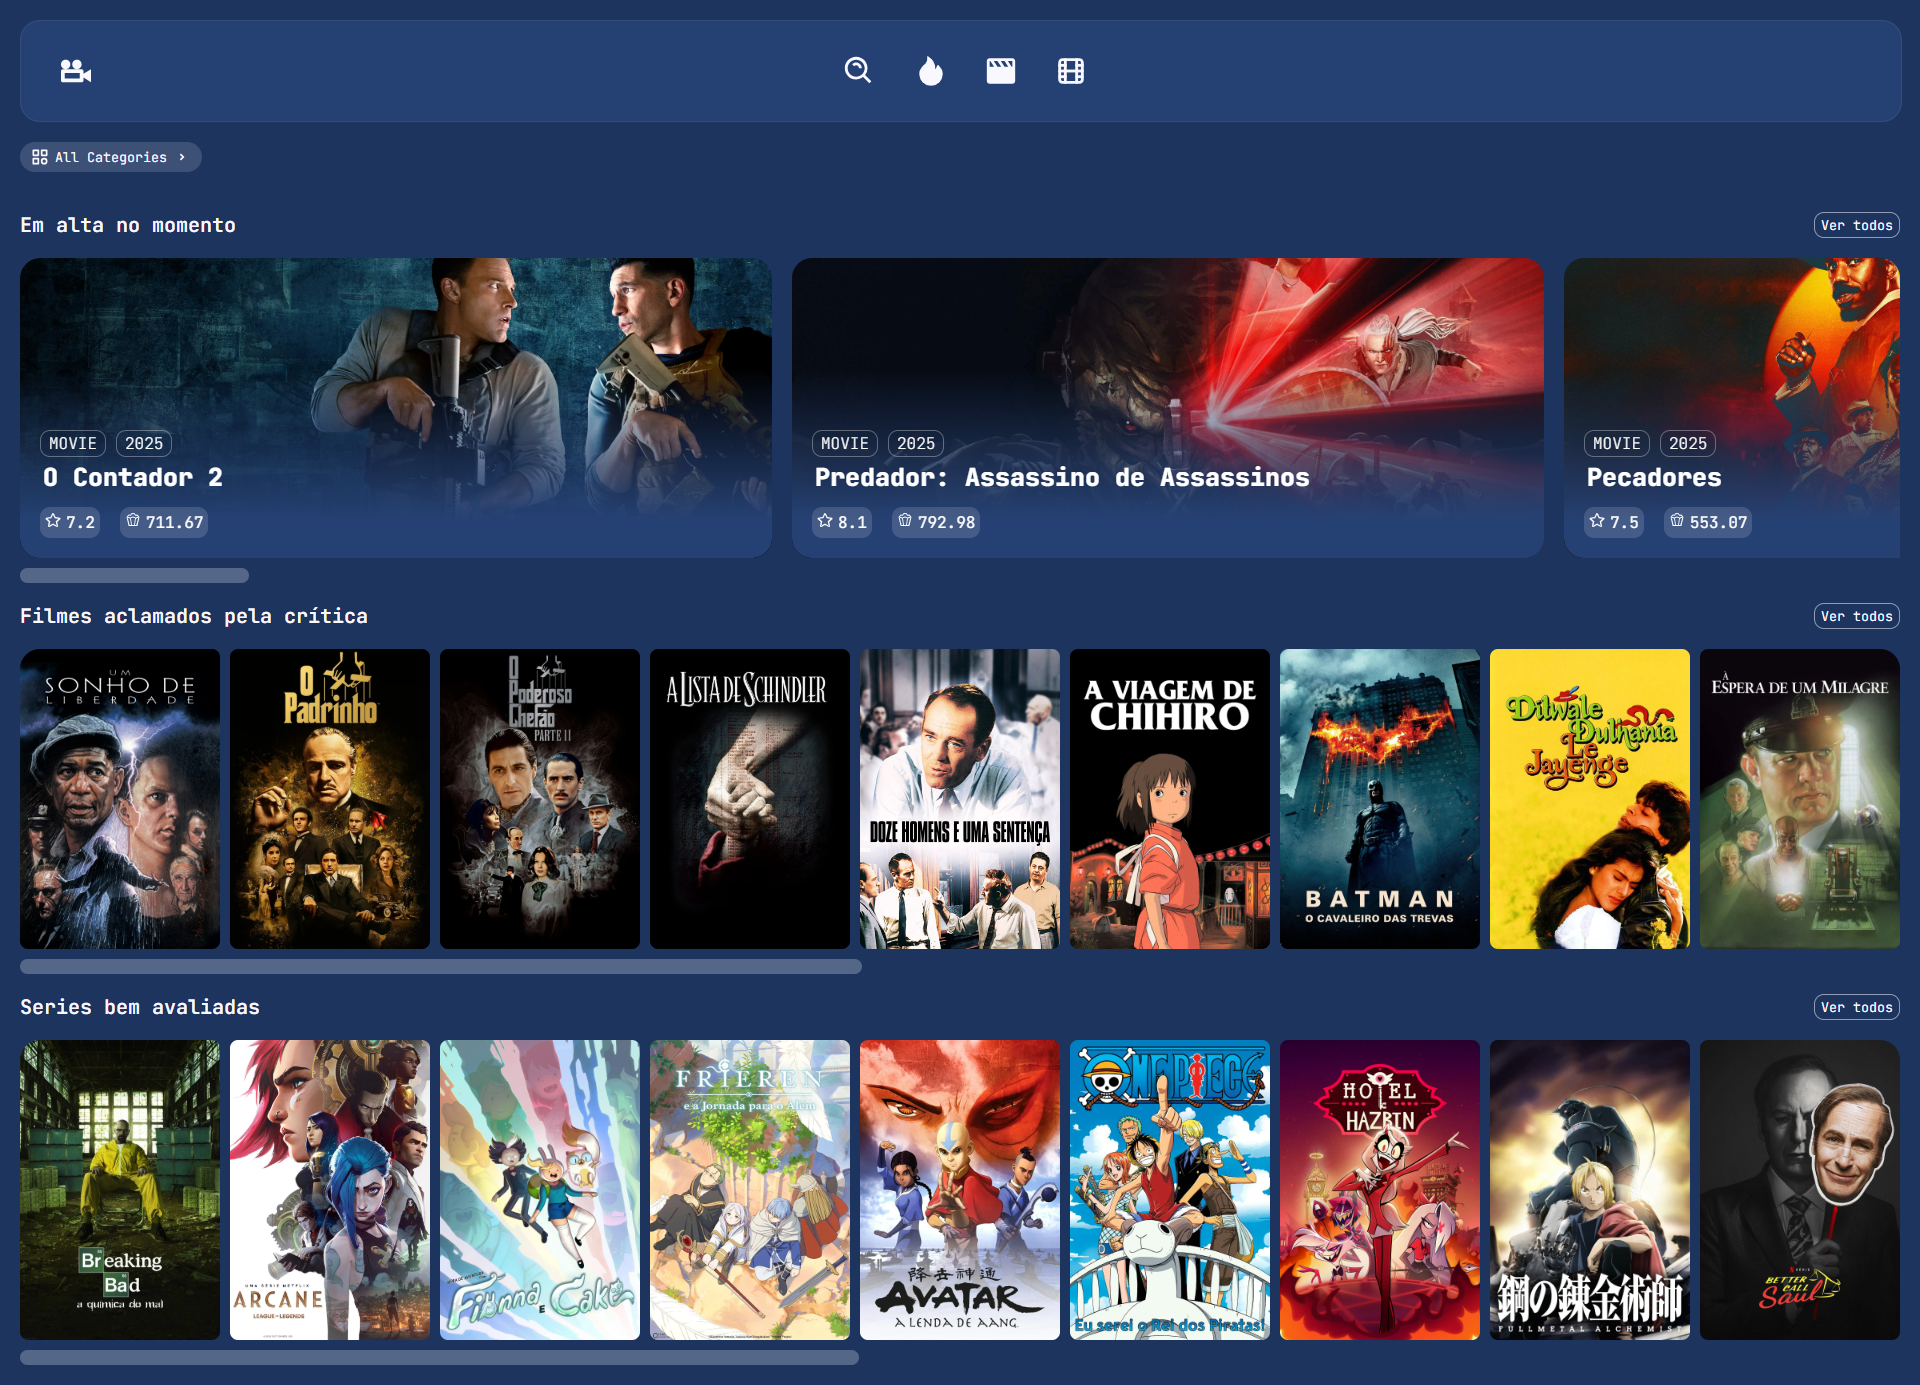 All Categories
Em alta no momento
Ver todos
MOVIE 2025
O Contador 2
7.2 711.67
MOVIE 2025
Predador: Assassino de Assassinos
8.1 792.98
MOVIE 2025
Pecadores
7.5 553.07
Filmes aclamados pela crítica
Ver todos
UM
SONHO DE
LIBERDADE
O
Padrinho
O
Poderoso
Chefão
PARTE II
A LISTA DE SCHINDLER
DOZE HOMENS E UMA SENTENÇA
A VIAGEM DE
CHIHIRO
BATMAN
O CAVALEIRO DAS TREVAS
Dilwale
Dulhania
Le
Jayenge
À
ESPERA DE UM MILAGRE
Series bem avaliadas
Ver todos
Breaking
Bad
a química do mal
UMA SÉRIE NETFLIX
ARCANE
LEAGUE OF LEGENDS
Fionna
E Cake
FRIEREN
e a Jornada para o Além
降去神通
AVATAR
A LENDA DE AANG
ONE PIECE
Eu serei o Rei dos Piratas!
HOTEL
HAZBIN
鋼の錬金術師
FULLMETAL ALCHEMIST
BETTER
CALL
Saul